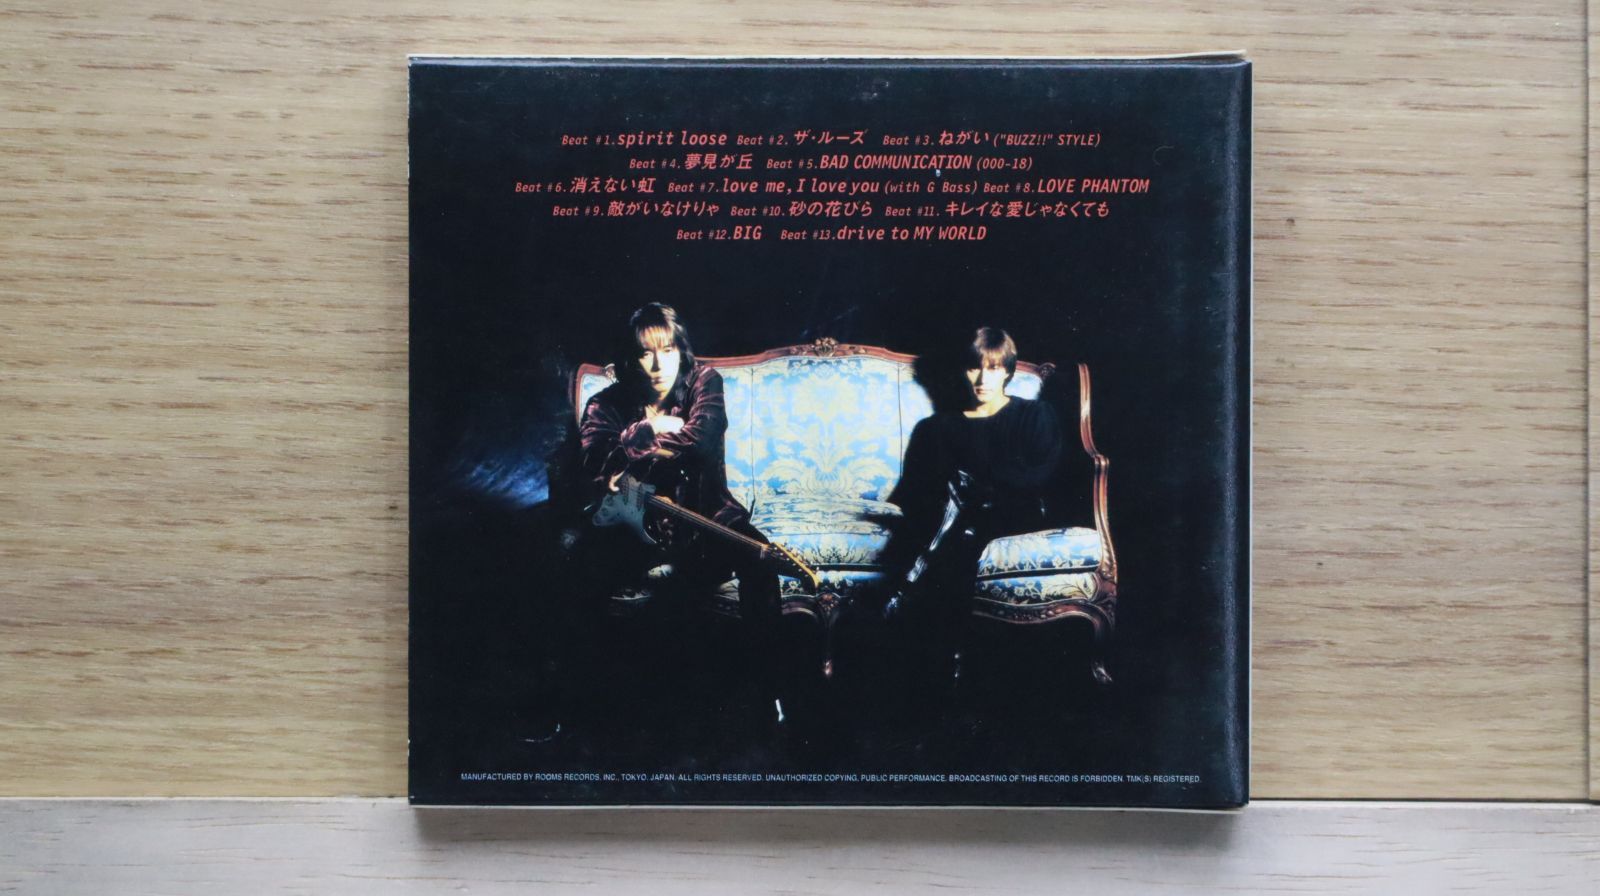 Beat #1.spirit loose Beat #2.ザ・ルーズ Beat #3.ねがい ("BUZZ!!" STYLE)
Beat #4.夢見が丘 Beat #5.BAD COMMUNICATION (000-18)
Beat #6.消えない虹 Beat #7.love me, I love you (with G Bass) Beat #8.LOVE PHANTOM
Beat #9.敵がいなけりゃ Beat #10.砂の花びら Beat #11.キレイな愛じゃなくても
Beat #12.BIG Beat #13.drive to MY WORLD
MANUFACTURED BY ROOMS RECORDS. INC., TOKYO. JAPAN. ALL RIGHTS RESERVED. UNAUTHORIZED COPYING, PUBLIC PERFORMANCE. BROADCASTING OF THIS RECORD IS FORBIDDEN. TMK(S) REGISTERED.